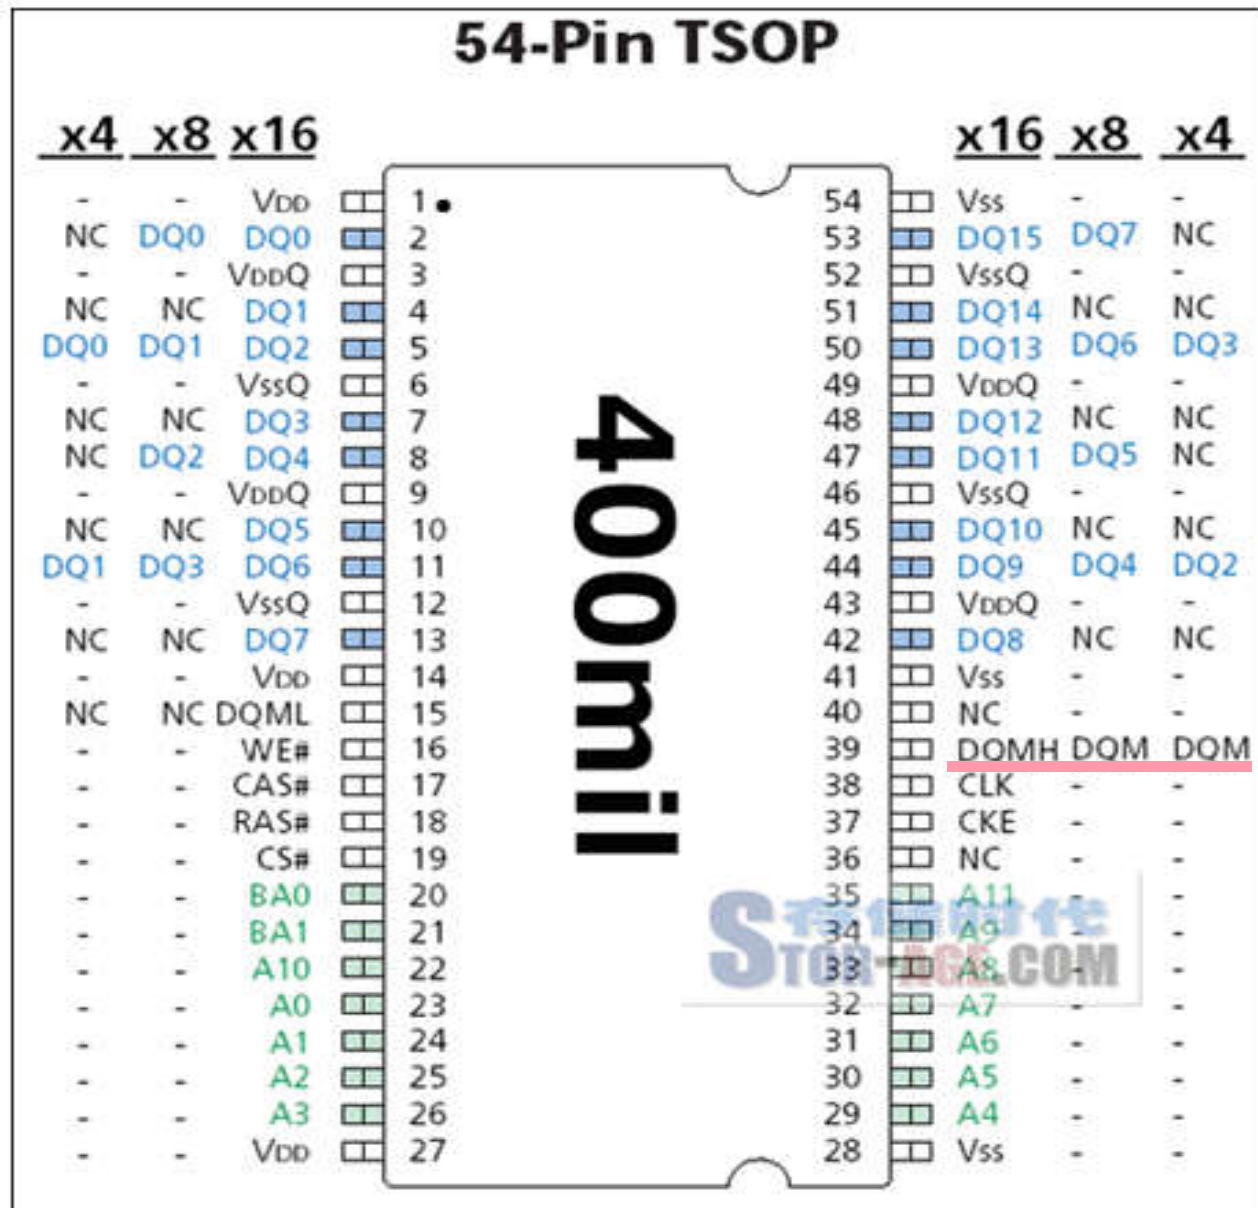 54-Pin TSOP
x4 x8 x16 x16 x8 x4
- - VDD 1 54 Vss - -
NC DQ0 DQ0 2 53 DQ15 DQ7 NC
- - VDDQ 3 52 VssQ - -
NC NC DQ1 4 51 DQ14 NC NC
DQ0 DQ1 DQ2 5 50 DQ13 DQ6 DQ3
- - VssQ 6 49 VDDQ - -
NC NC DQ3 7 48 DQ12 NC NC
NC DQ2 DQ4 8 47 DQ11 DQ5 NC
- - VDDQ 9 46 VssQ - -
NC NC DQ5 10 45 DQ10 NC NC
DQ1 DQ3 DQ6 11 44 DQ9 DQ4 DQ2
- - VssQ 12 43 VDDQ - -
NC NC DQ7 13 42 DQ8 NC NC
- - VDD 14 41 Vss - -
NC NC DQML 15 40 NC - -
- - WE# 16 39 DQMH DQM DQM
- - CAS# 17 38 CLK - -
- - RAS# 18 37 CKE - -
- - CS# 19 36 NC - -
- - BA0 20 35 A11 - -
- - BA1 21 34 A9 - -
- - A10 22 33 A8 - -
- - A0 23 32 A7 - -
- - A1 24 31 A6 - -
- - A2 25 30 A5 - -
- - A3 26 29 A4 - -
- - VDD 27 28 Vss - -
400mil
存储时代
STOR-AGE.COM